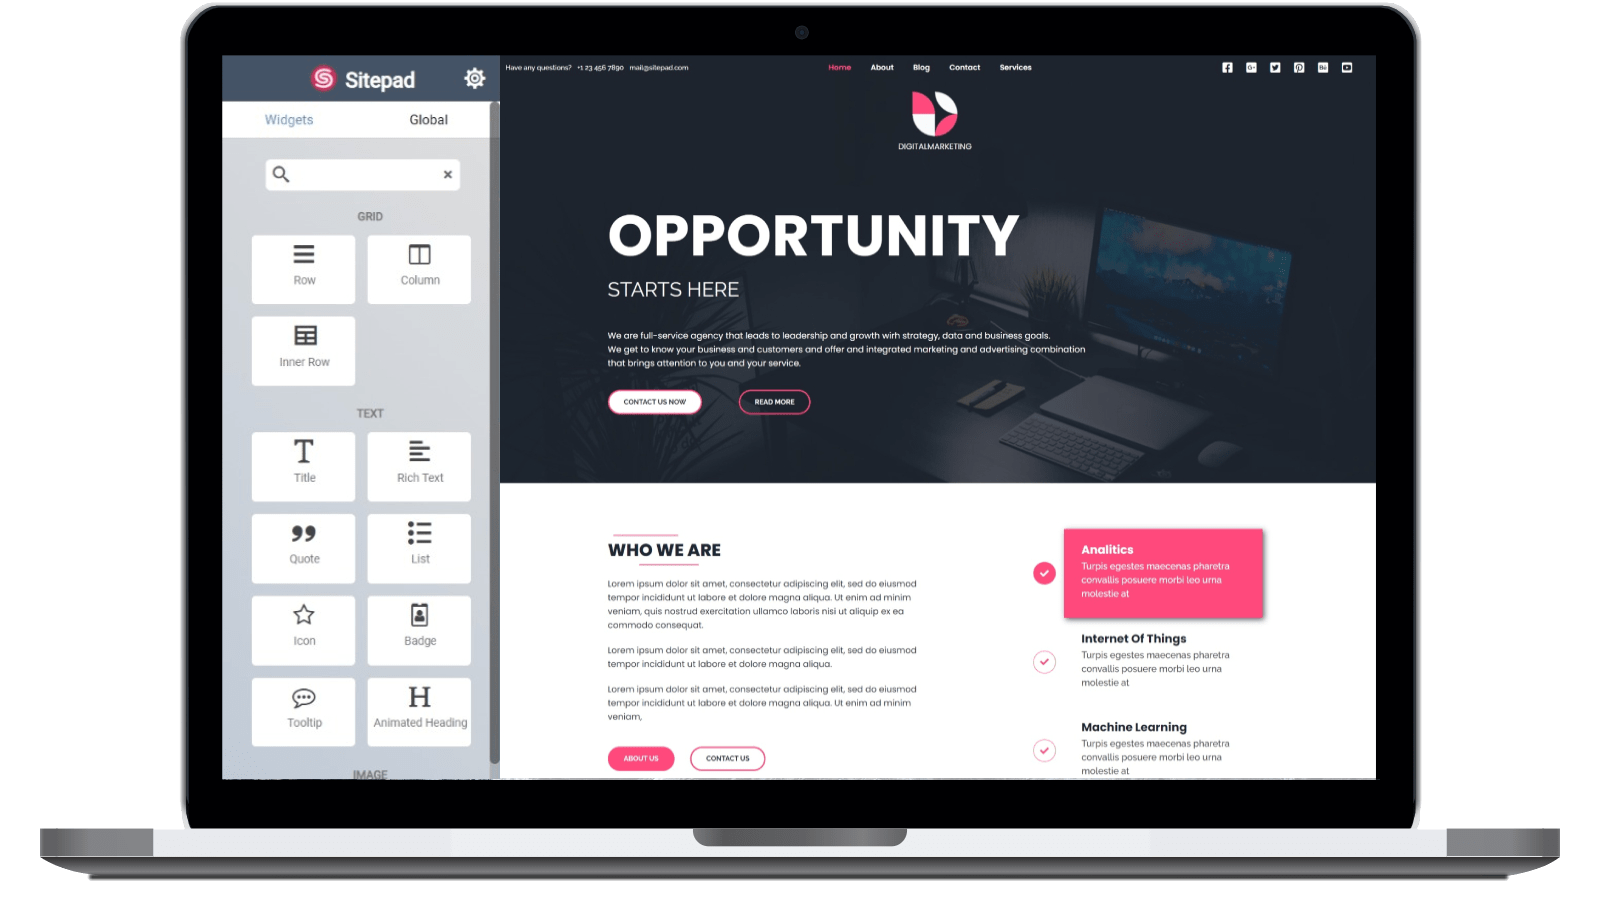 Sitepad
Widgets
Global
GRID
Row
Column
Inner Row
TEXT
Title
Rich Text
Quote
List
Icon
Badge
Tooltip
Animated Heading
IMAGE
Have any questions? +1 23 456 7890 mail@sitepad.com
Home
About
Blog
Contact
Services
DIGITALMARKETING
OPPORTUNITY
STARTS HERE
We are full-service agency that leads to leadership and growth wirh strategy, data and business goals.
We get to know your business and customers and offer and integrated marketing and advertising combination
that brings attention to you and your service.
CONTACT US NOW
READ MORE
WHO WE ARE
Lorem ipsum dolor sit amet, consectetur adipiscing elit, sed do eiusmod
tempor incididunt ut labore et dolore magna aliqua. Ut enim ad minim
veniam, quis nostrud exercitation ullamco laboris nisi ut aliquip ex ea
commodo consequat.
Lorem ipsum dolor sit amet, consectetur adipiscing elit, sed do eiusmod
tempor incididunt ut labore et dolore magna aliqua.
Lorem ipsum dolor sit amet, consectetur adipiscing elit, sed do eiusmod
tempor incididunt ut labore et dolore magna aliqua. Ut enim ad minim
veniam,
ABOUT US
CONTACT US
Analitics
Turpis egestes maecenas pharetra
convallis posuere morbi leo urna
molestie at
Internet Of Things
Turpis egestes maecenas pharetra
convallis posuere morbi leo urna
molestie at
Machine Learning
Turpis egestes maecenas pharetra
convallis posuere morbi leo urna
molestie at